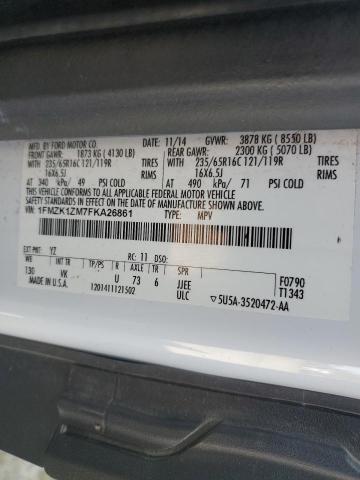 MFD. BY FORD MOTOR CO. 11/14 GVWR: 3878 KG ( 8550 LB)
FRONT GAWR: 1873 KG ( 4130 LB) REAR GAWR: 2300 KG ( 5070 LB)
WITH 235/65R16C 121/119R TIRES WITH 235/65R16C 121/119R TIRES
16X6.5J RIMS 16X6.5J RIMS
AT 340 kPa/ 49 PSI COLD AT 490 kPa/ 71 PSI COLD
THIS VEHICLE CONFORMS TO ALL APPLICABLE FEDERAL MOTOR VEHICLE
SAFETY STANDARDS IN EFFECT ON THE DATE OF MANUFACTURE SHOWN ABOVE.
VIN: 1FMZK1ZM7FKA26861 TYPE: MPV
EXT PNT: YZ RC: 11 DSO:
WB INT TR TP/PS R AXLE TR SPR F0790
130 VK U 73 6 JJEE T1343
MADE IN U.S.A. 1201411121502 ULC 5U5A-3520472-AA